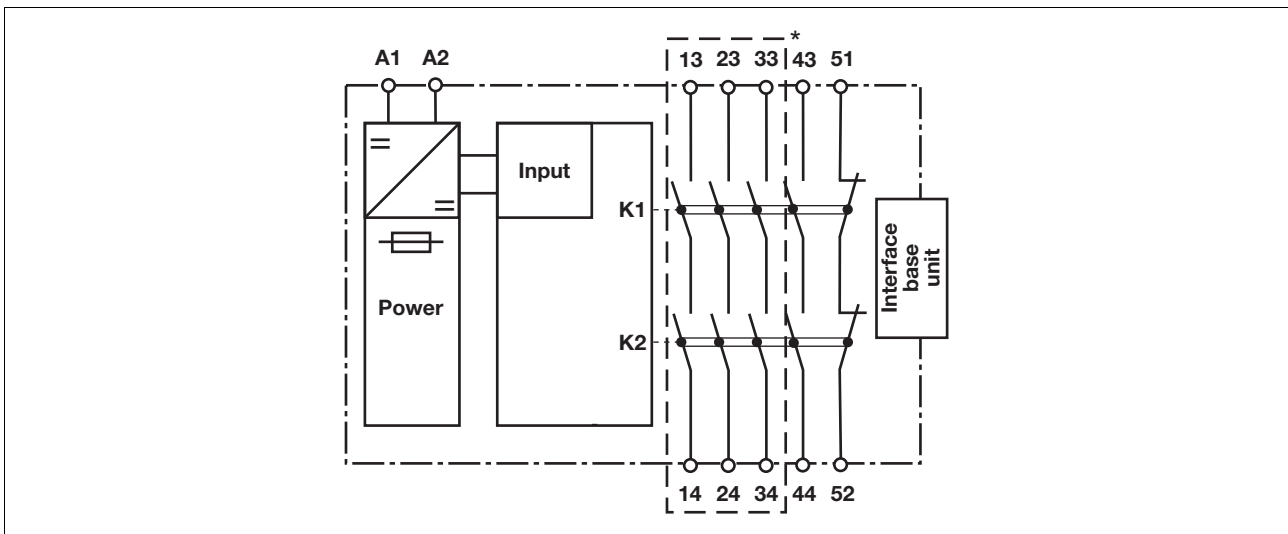 *
A1 A2 13 23 33 43 51
Input
K1
Power
K2
Interface
base
unit
14 24 34 44 52